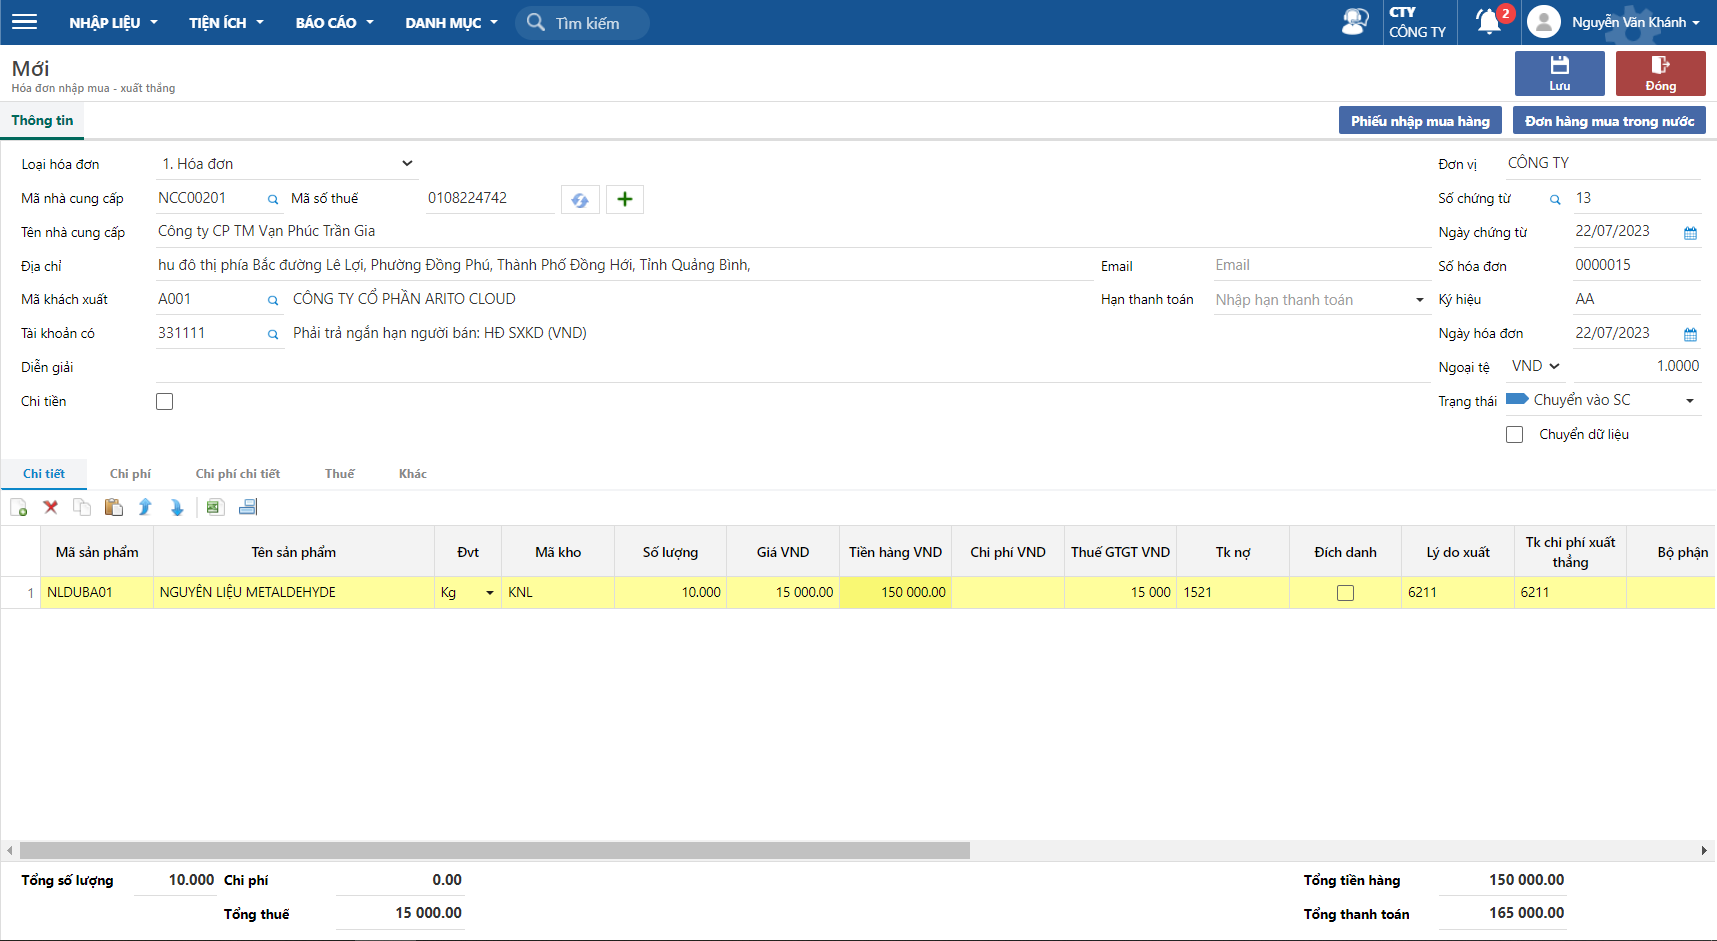 NHẬP LIỆU TIỆN ÍCH BÁO CÁO DANH MỤC Tìm kiếm CTY CÔNG TY 2 Nguyễn Văn Khánh
Mới
Hóa đơn nhập mua - xuất thẳng
Lưu Đóng
Thông tin Phiếu nhập mua hàng Đơn hàng mua trong nước
Loại hóa đơn 1. Hóa đơn Đơn vị CÔNG TY
Mã nhà cung cấp NCC00201 Mã số thuế 0108224742 Số chứng từ 13
Tên nhà cung cấp Công ty CP TM Vạn Phúc Trần Gia Ngày chứng từ 22/07/2023
Địa chỉ hu đô thị phía Bắc đường Lê Lợi, Phường Đồng Phú, Thành Phố Đồng Hới, Tỉnh Quảng Bình, Email Email Số hóa đơn 0000015
Mã khách xuất A001 CÔNG TY CỔ PHẦN ARITO CLOUD Hạn thanh toán Nhập hạn thanh toán Ký hiệu AA
Tài khoản có 331111 Phải trả ngắn hạn người bán: HĐ SXKD (VND) Ngày hóa đơn 22/07/2023
Diễn giải Ngoại tệ VND 1.0000
Chi tiền Trạng thái Chuyển vào SC
Chuyển dữ liệu
Chi tiết Chi phí Chi phí chi tiết Thuế Khác
Mã sản phẩm Tên sản phẩm Đvt Mã kho Số lượng Giá VND Tiền hàng VND Chi phí VND Thuế GTGT VND Tk nợ Đích danh Lý do xuất Tk chi phí xuất thẳng Bộ phận
1 NLDUBA01 NGUYÊN LIỆU METALDEHYDE Kg KNL 10.000 15 000.00 150 000.00 15 000 1521 6211 6211
Tổng số lượng 10.000 Chi phí 0.00 Tổng tiền hàng 150 000.00
Tổng thuế 15 000.00 Tổng thanh toán 165 000.00